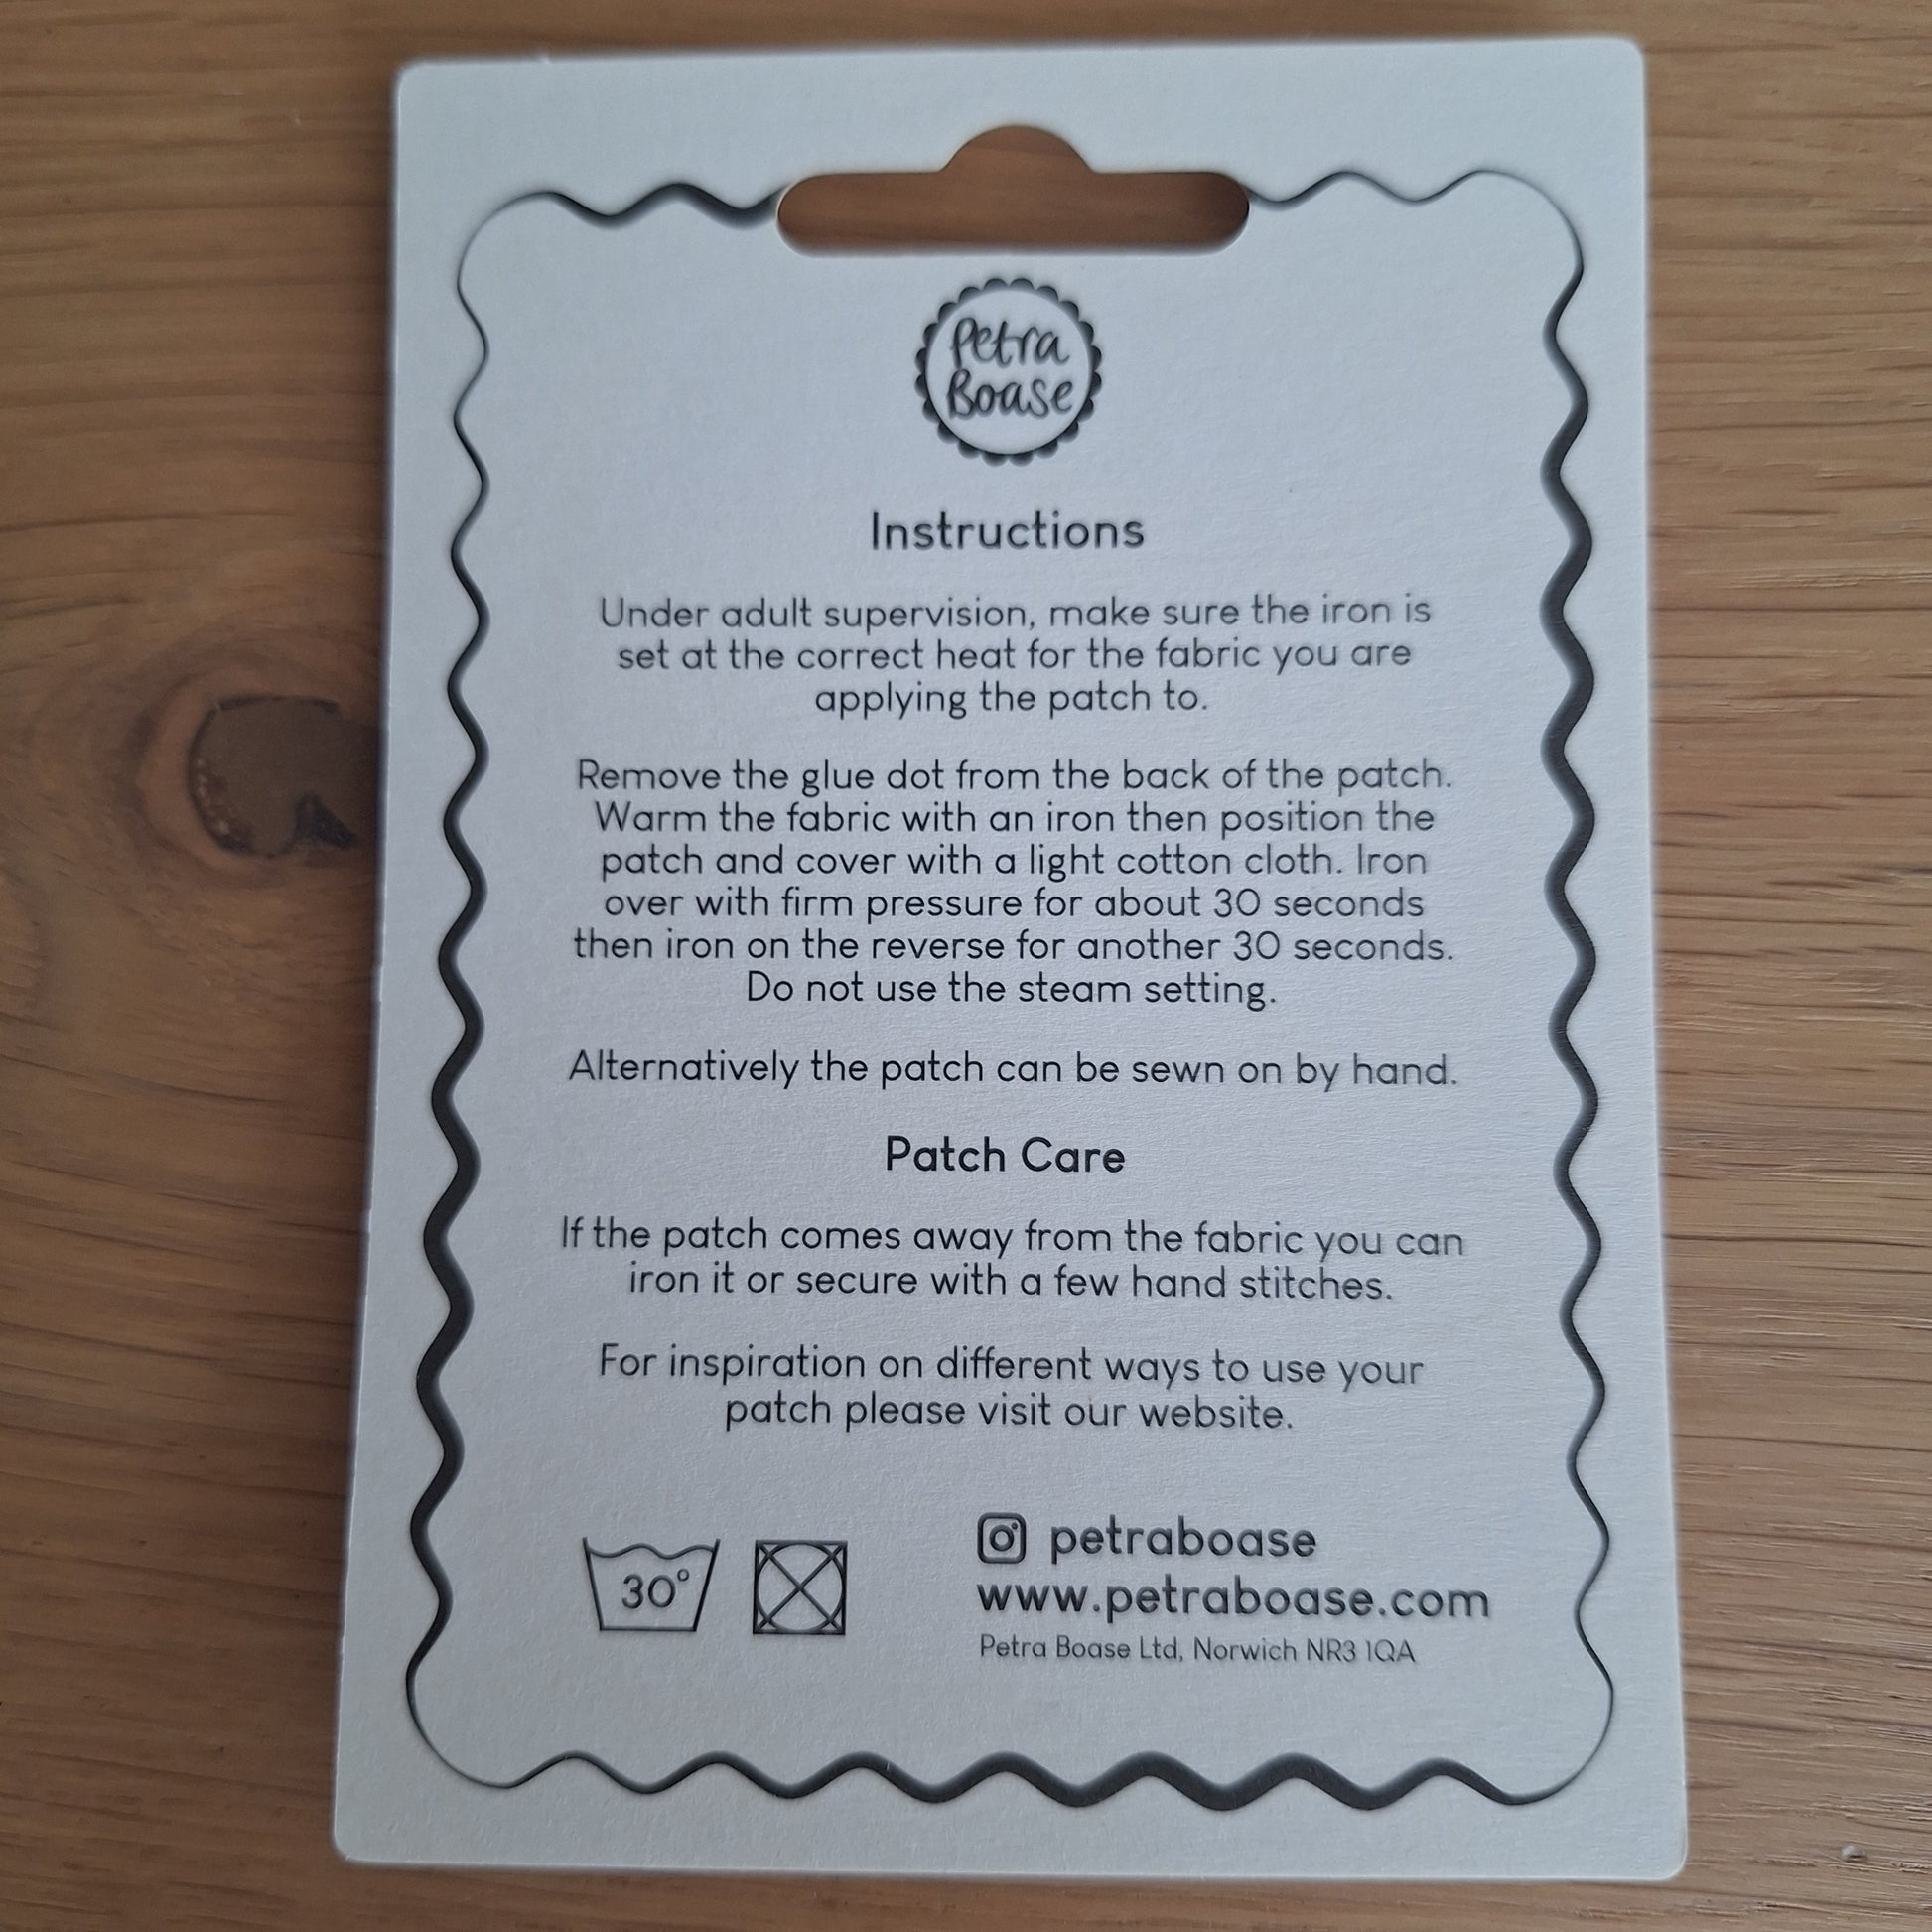 Petra
Boase
Instructions
Under adult supervision, make sure the iron is
set at the correct heat for the fabric you are
applying the patch to.
Remove the glue dot from the back of the patch.
Warm the fabric with an iron then position the
patch and cover with a light cotton cloth. Iron
over with firm pressure for about 30 seconds
then iron on the reverse for another 30 seconds.
Do not use the steam setting.
Alternatively the patch can be sewn on by hand.
Patch Care
If the patch comes away from the fabric you can
iron it or secure with a few hand stitches.
For inspiration on different ways to use your
patch please visit our website.
30°
petraboase
www.petraboase.com
Petra Boase Ltd, Norwich NR3 1QA